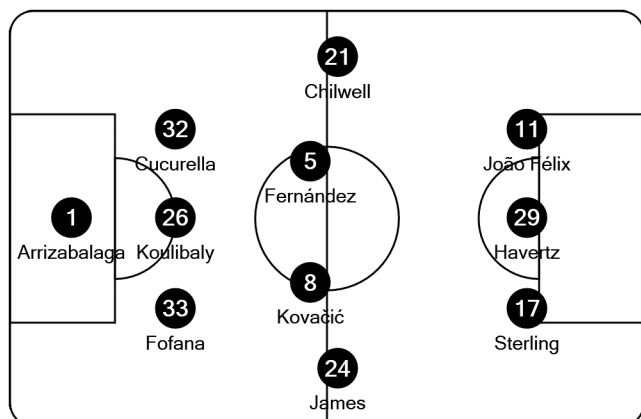 21
Chilwell
32
Cucurella
5
Fernández
11
João Félix
1
Arrizabalaga
26
Koulibaly
29
Havertz
33
Fofana
8
Kovačić
17
Sterling
24
James